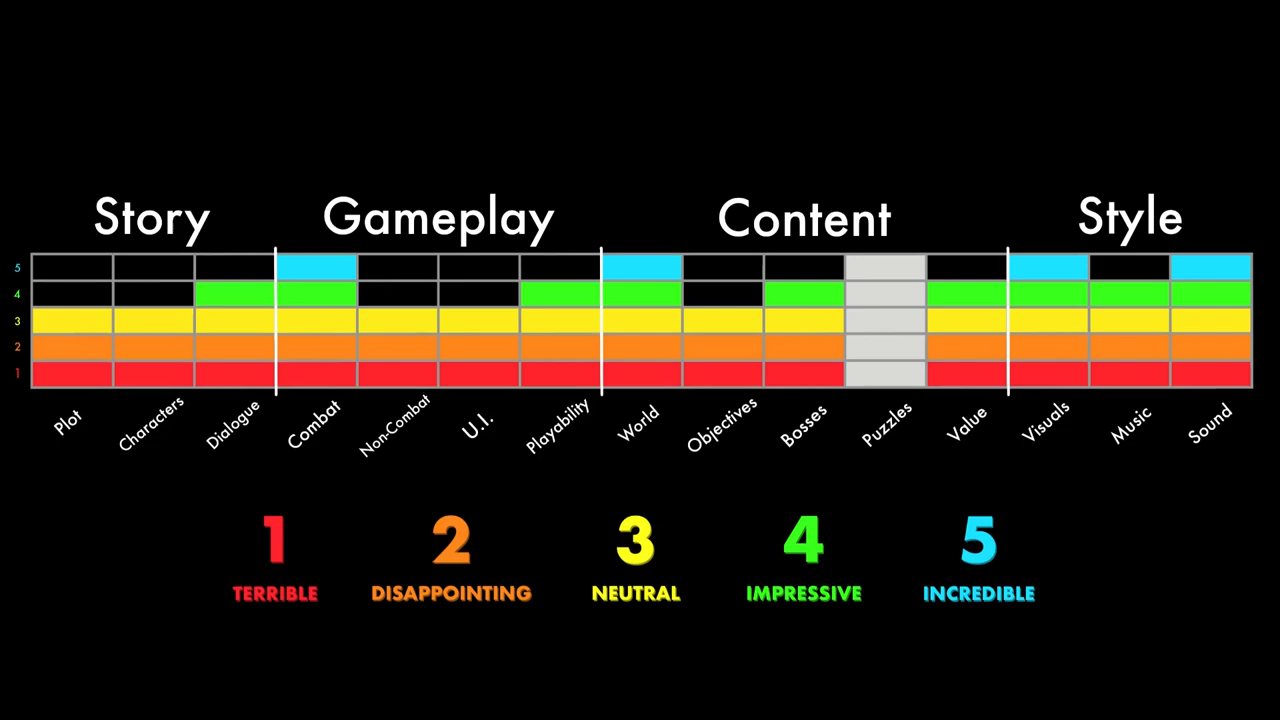 Story Gameplay Content Style
5
4
3
2
1
Plot Characters Dialogue Combat Non-Combat U.I. Playability World Objectives Bosses Puzzles Value Visuals Music Sound
1 2 3 4 5
TERRIBLE DISAPPOINTING NEUTRAL IMPRESSIVE INCREDIBLE